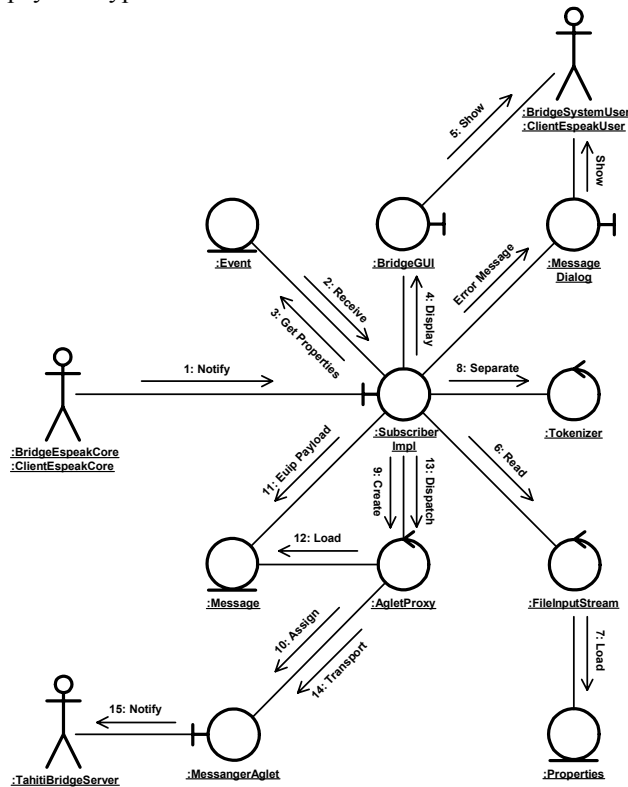 :BridgeSystemUser
:ClientEspeakUser
5: Show
Show
:Event
:BridgeGUI
:Message
Dialog
2: Receive
3: Get Properties
4: Display
Error Message
1: Notify
8: Separate
:BridgeEspeakCore
:ClientEspeakCore
:Subscriber
Impl
:Tokenizer
11: Euip Payload
9: Create
13: Dispatch
6: Read
12: Load
:Message
:AgletProxy
:FileInputStream
10: Assign
14: Transport
7: Load
15: Notify
:TahitiBridgeServer
:MessangerAglet
:Properties